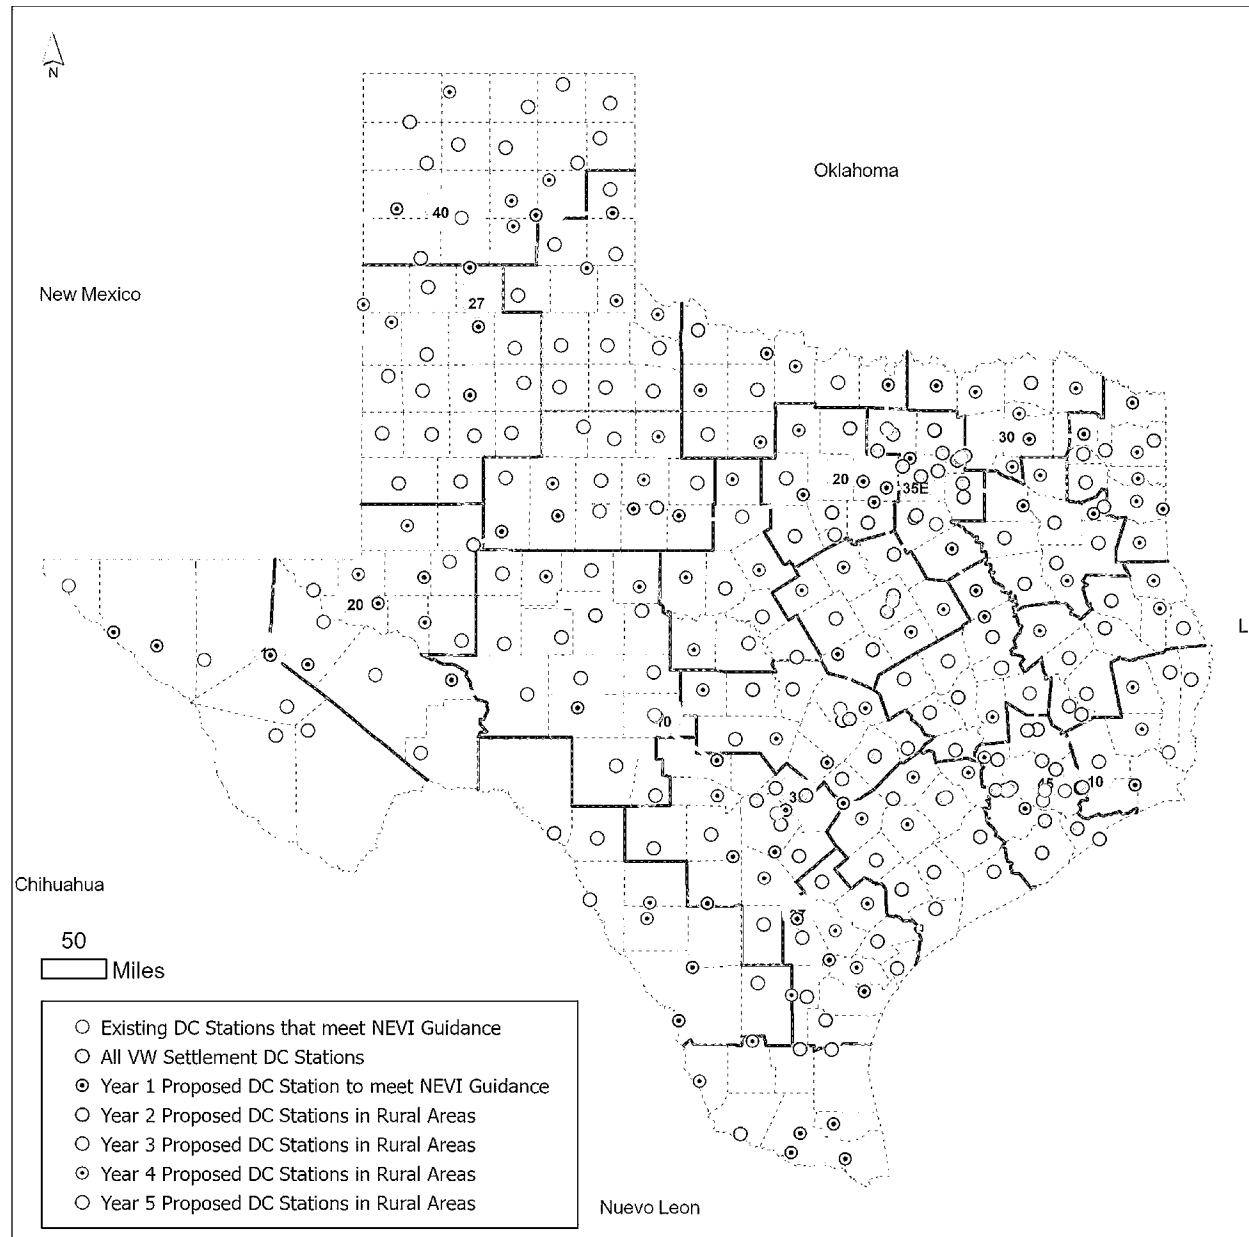 N
Oklahoma
40
New Mexico
27
30
20
35E
20
L
10
45
10
Chihuahua
50
Miles
Existing DC Stations that meet NEVI Guidance
All VW Settlement DC Stations
Year 1 Proposed DC Station to meet NEVI Guidance
Year 2 Proposed DC Stations in Rural Areas
Year 3 Proposed DC Stations in Rural Areas
Year 4 Proposed DC Stations in Rural Areas
Year 5 Proposed DC Stations in Rural Areas
Nuevo Leon